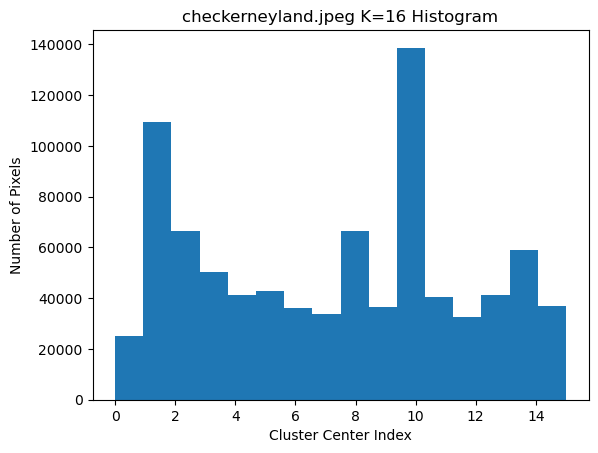 checkerneyland.jpeg K=16 Histogram
140000
120000
100000
80000
60000
40000
20000
0
Number of Pixels
0 2 4 6 8 10 12 14
Cluster Center Index